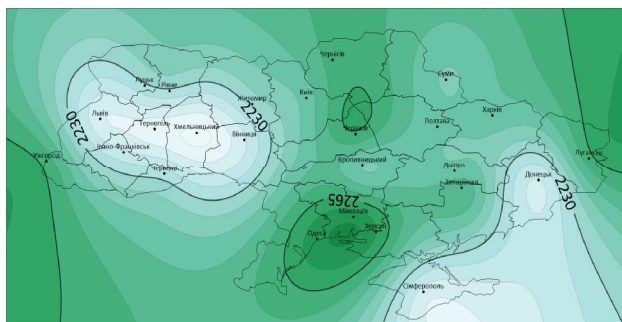 Чернігів
Суми
Луцьк
Рівне
Житомир
Київ
2230
Львів
2230
Харків
Полтава
Черкаси
Тернопіль
Хмельницький
Вінниця
Івано-Франківськ
Ужгород
Луганськ
Кропивницький
Дніпро
Чернівці
Донецьк
Запоріжжя
2230
2265
Миколаїв
Херсон
Одеса
Сімферополь